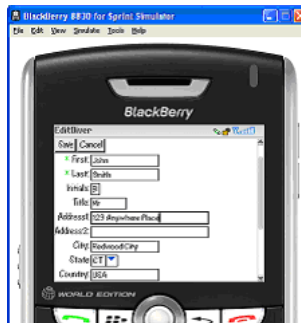 BlackBerry 8830 for Sprint Simulator
File Edit View Simulate Tools Help
BlackBerry
EditUser
Save Cancel
* First: John
* Last: Smith
Initials: B
Title: Mr
Address1: 123 Anywhere Place
Address2:
City: Redwood City
State: CT
Country: USA
WORLD EDITION